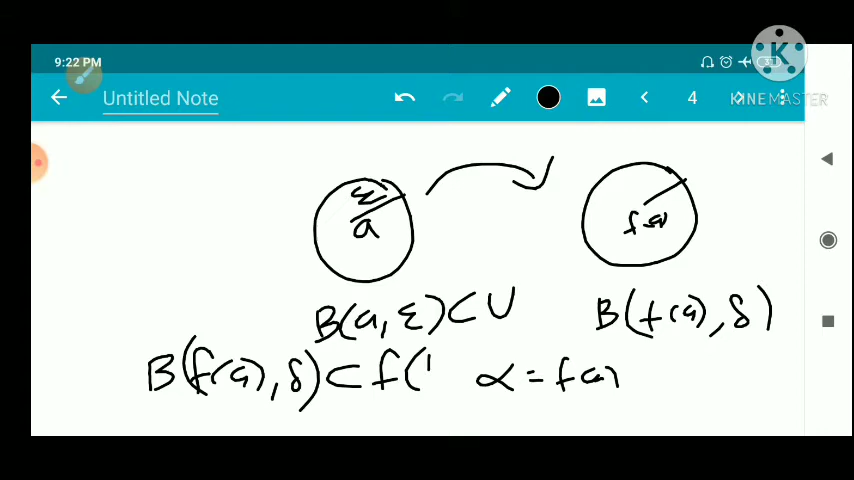 9:22 PM
KINEMASTER
Untitled Note
4
ε
a
f(a)
B(a, ε) ⊂ U
B(f(a), δ)
B(f(a), δ) ⊂ f(
α = f(a)